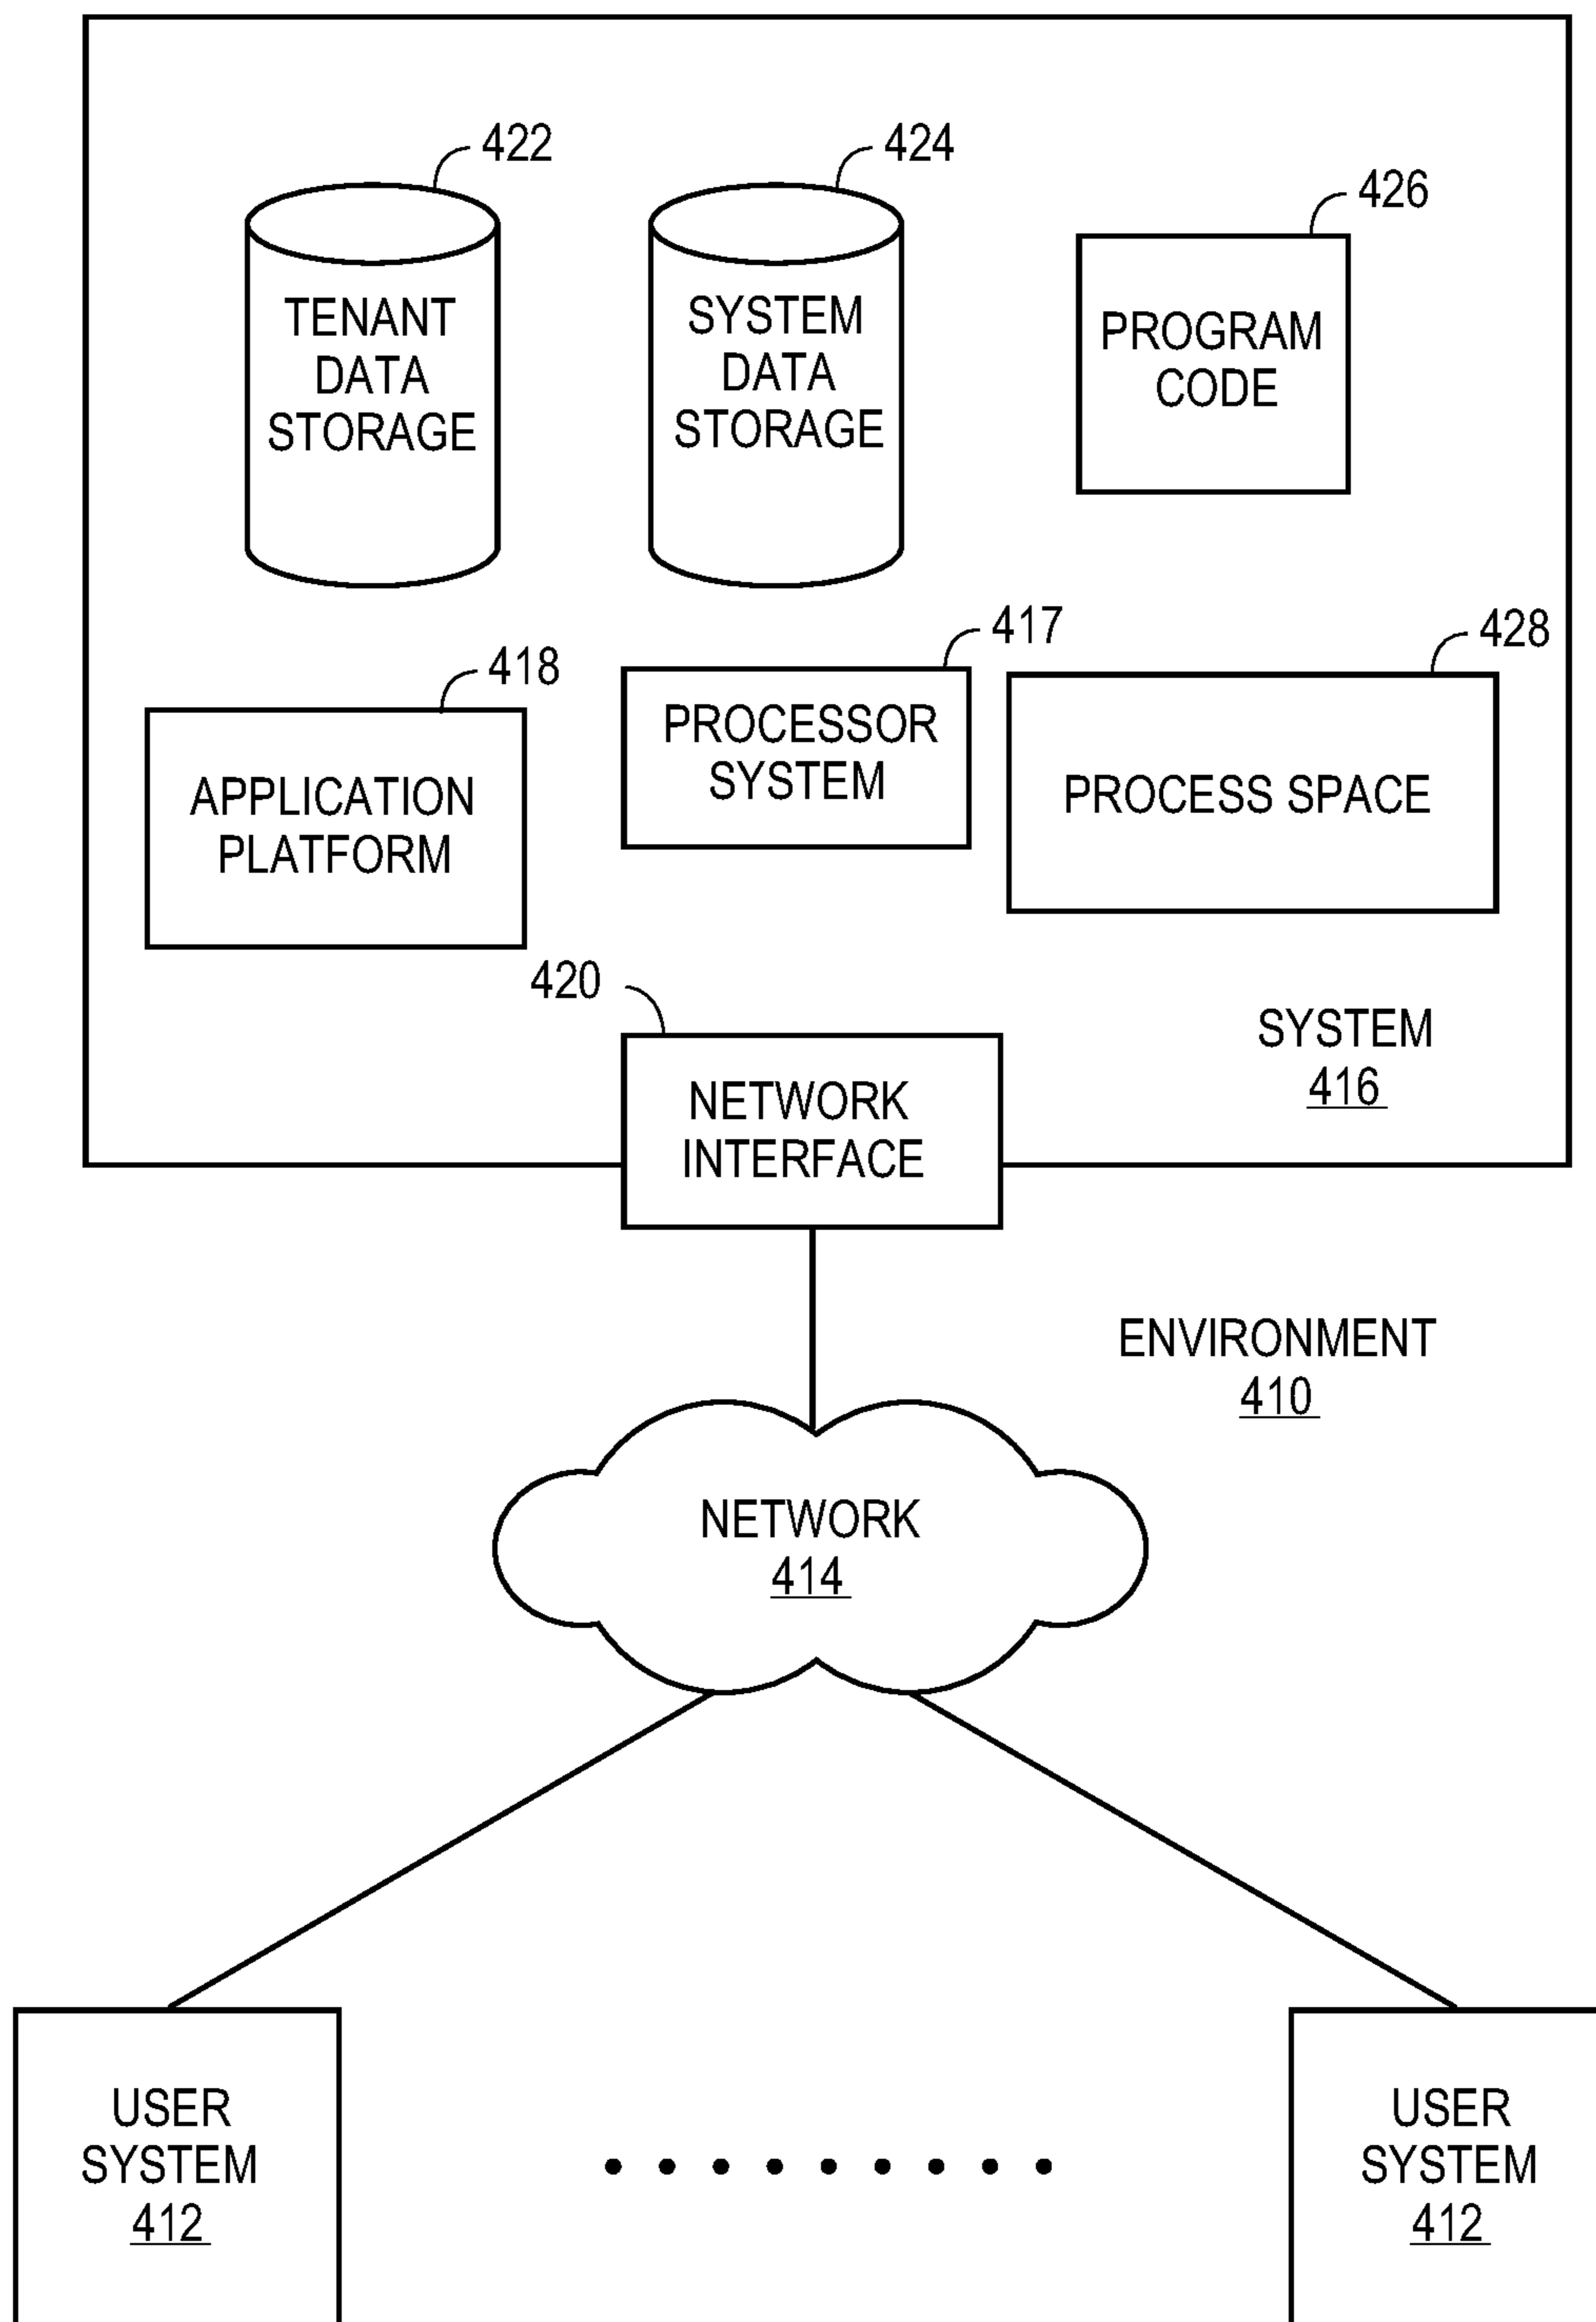 422
424
426
TENANT
DATA
STORAGE
SYSTEM
DATA
STORAGE
PROGRAM
CODE
418
417
428
APPLICATION
PLATFORM
PROCESSOR
SYSTEM
PROCESS SPACE
420
NETWORK
INTERFACE
SYSTEM
416
ENVIRONMENT
410
NETWORK
414
USER
SYSTEM
412
USER
SYSTEM
412